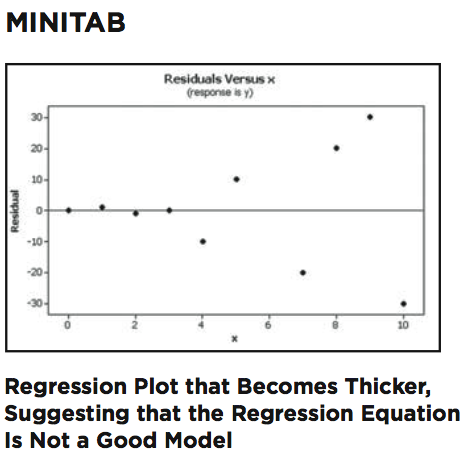 MINITAB
Residuals Versus x
(response is y)
30
20
10
0
-10
-20
-30
Residual
0
2
4
6
8
10
x
Regression Plot that Becomes Thicker,
Suggesting that the Regression Equation
Is Not a Good Model